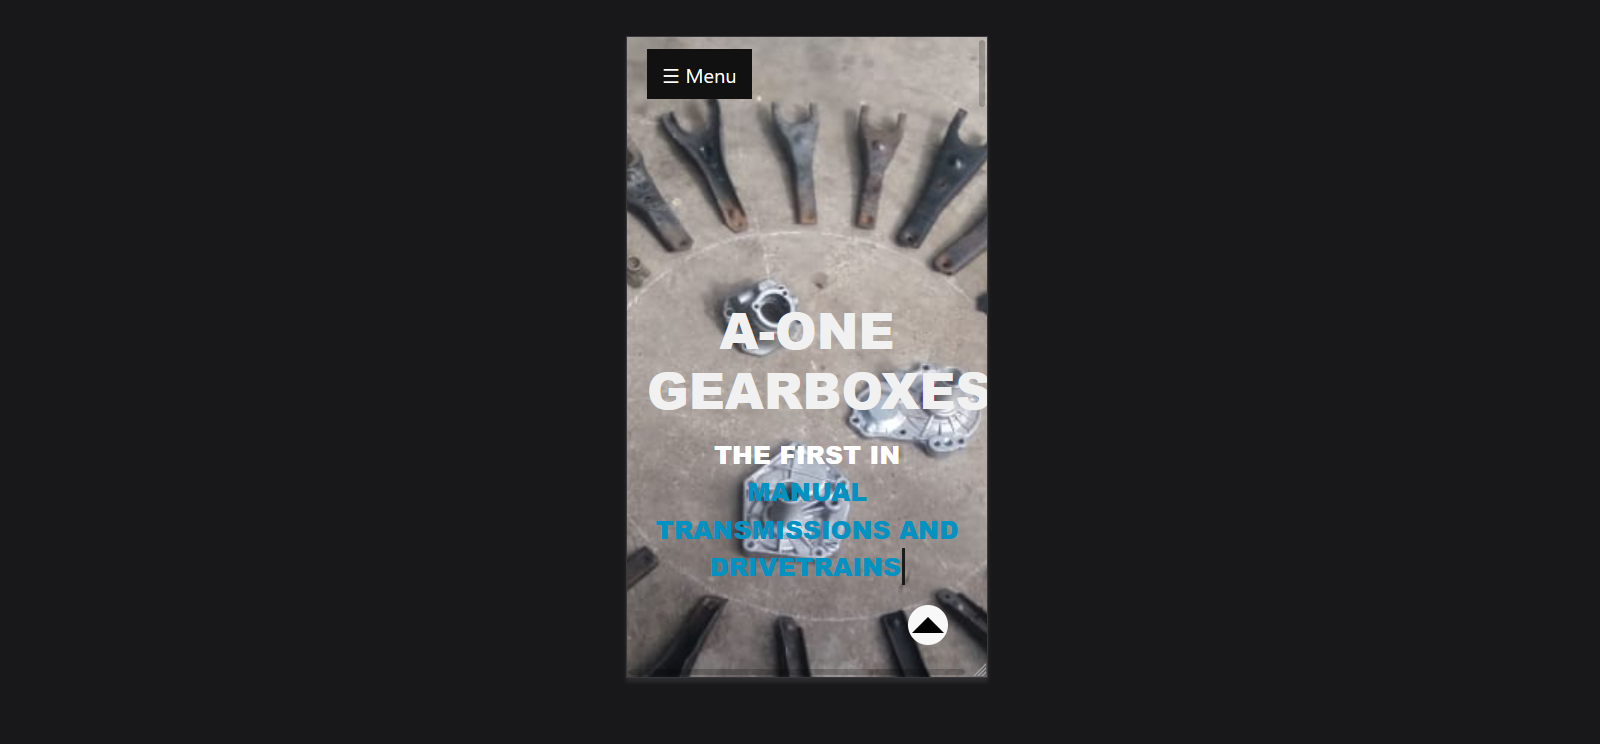 ☰ Menu
A-ONE
GEARBOXES
THE FIRST IN
MANUAL
TRANSMISSIONS AND
DRIVETRAINS